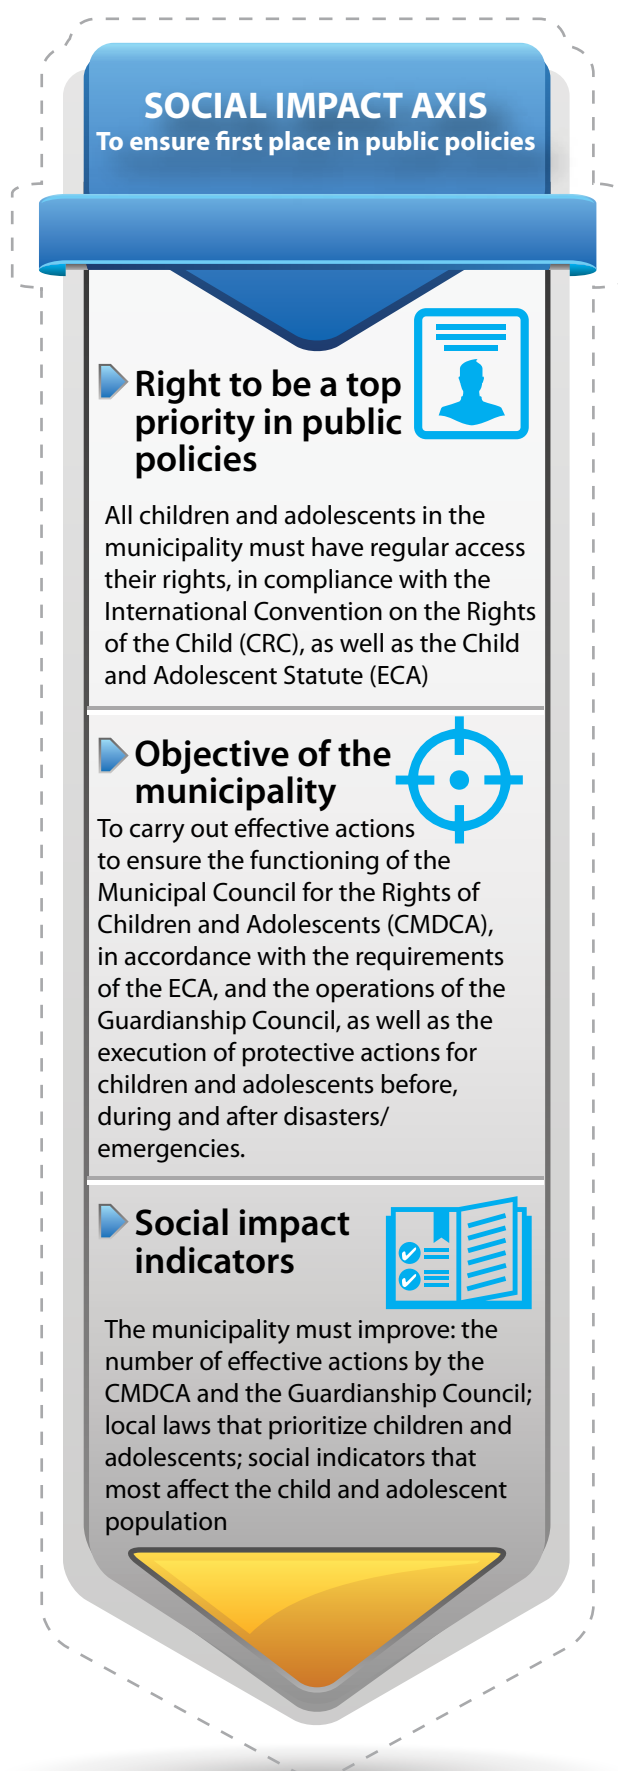 SOCIAL IMPACT AXIS
To ensure first place in public policies
Right to be a top
priority in public
policies
All children and adolescents in the
municipality must have regular access
their rights, in compliance with the
International Convention on the Rights
of the Child (CRC), as well as the Child
and Adolescent Statute (ECA)
Objective of the
municipality
To carry out effective actions
to ensure the functioning of the
Municipal Council for the Rights of
Children and Adolescents (CMDCA),
in accordance with the requirements
of the ECA, and the operations of the
Guardianship Council, as well as the
execution of protective actions for
children and adolescents before,
during and after disasters/
emergencies.
Social impact
indicators
The municipality must improve: the
number of effective actions by the
CMDCA and the Guardianship Council;
local laws that prioritize children and
adolescents; social indicators that
most affect the child and adolescent
population